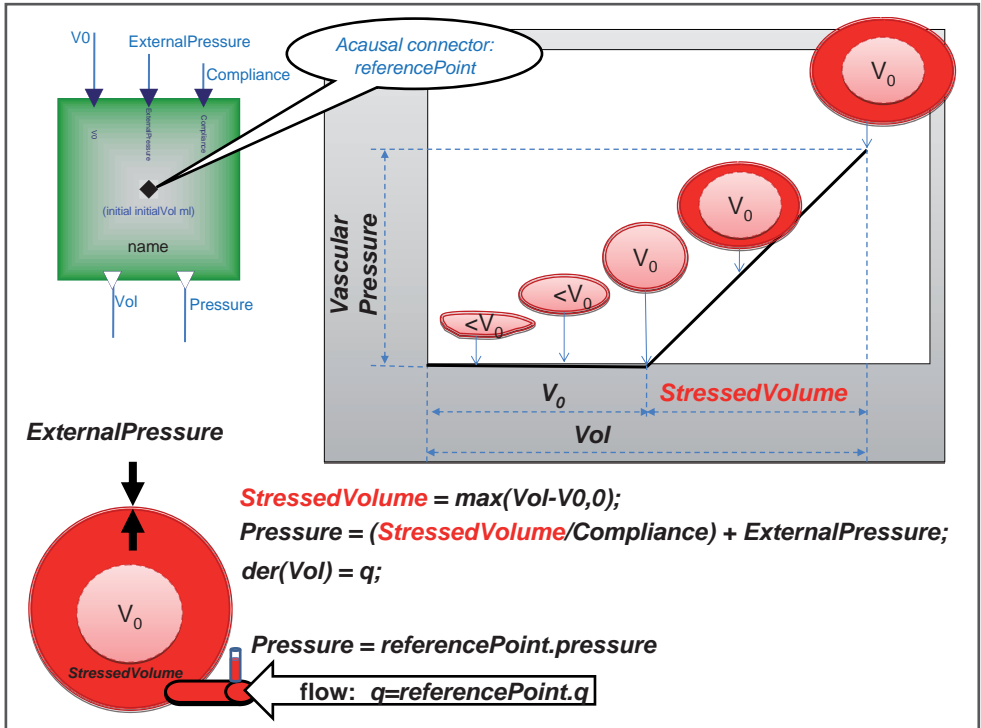 V0
ExternalPressure
Compliance
Acausal connector:
referencePoint
V0
ExternalPressure
Compliance
(initial initialVol ml)
name
Vol
Pressure
Vascular
Pressure
<V₀
<V₀
V₀
V₀
V₀
V₀
StressedVolume
Vol
ExternalPressure
StressedVolume = max(Vol-V0,0);
Pressure = (StressedVolume/Compliance) + ExternalPressure;
der(Vol) = q;
V₀
StressedVolume
Pressure = referencePoint.pressure
flow: q=referencePoint.q